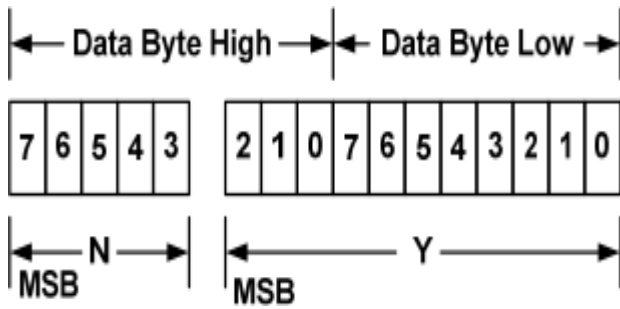 Data Byte High Data Byte Low
7 6 5 4 3 2 1 0 7 6 5 4 3 2 1 0
N Y
MSB MSB